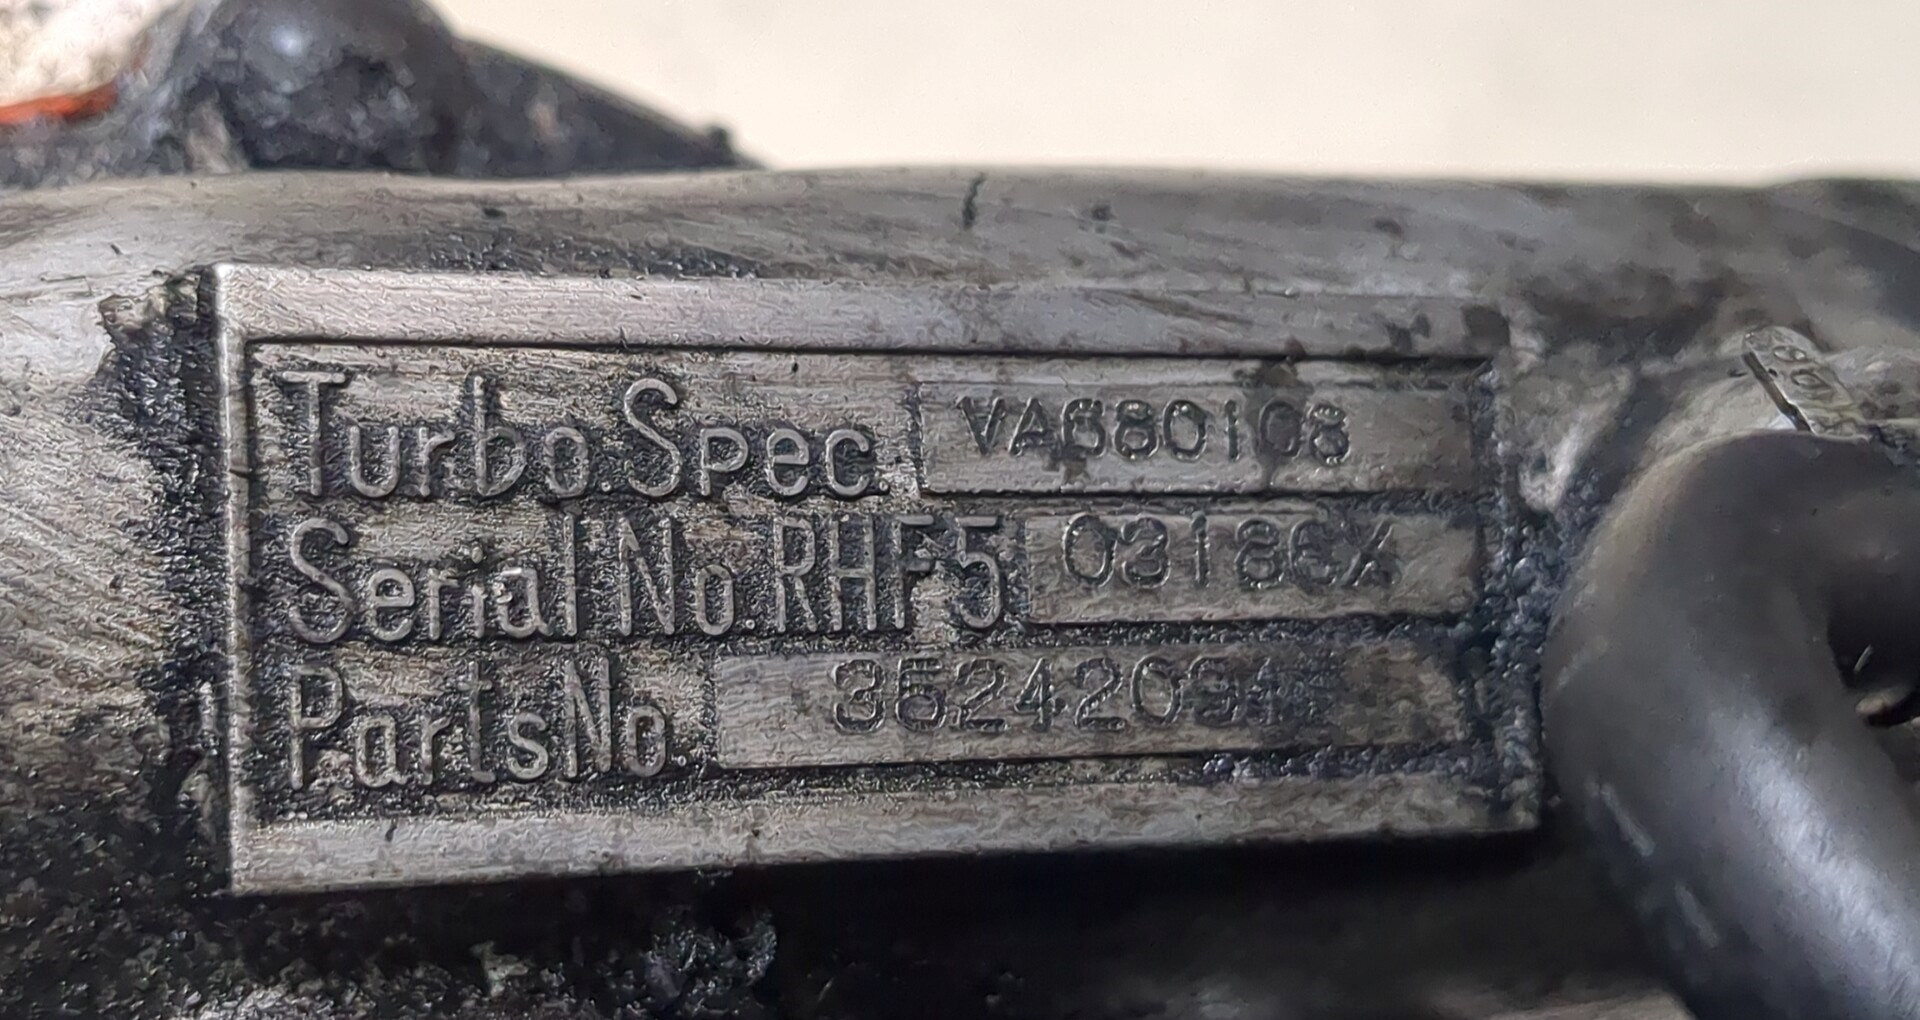 Turbo.Spec. VA680108
Serial No.RHF5 03186X
Parts No.